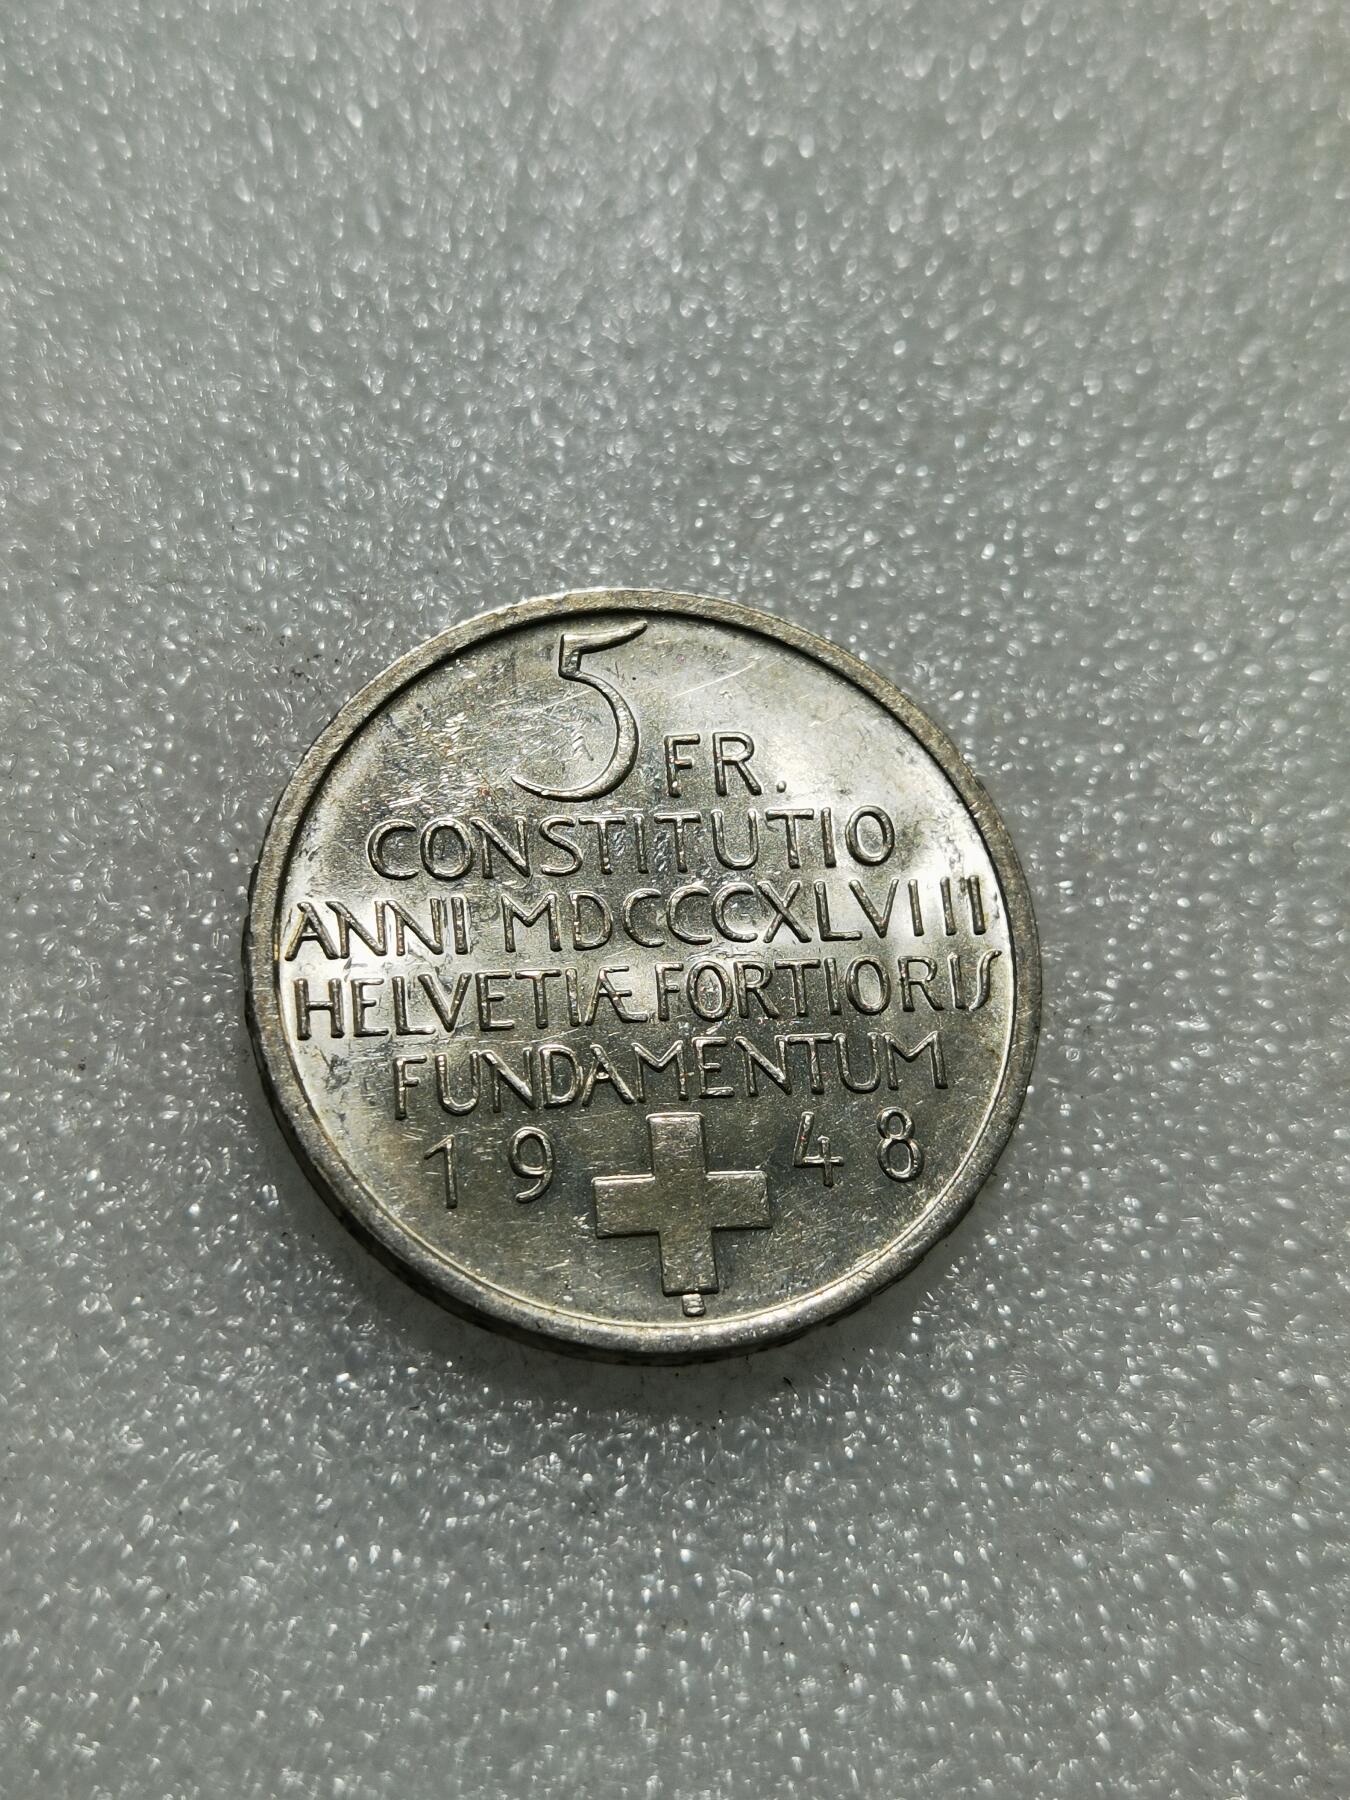 5 FR.
CONSTITUTIO
ANNI MDCCCXLVIII
HELVETIÆ FORTIORIS
FUNDAMENTUM
1948
B